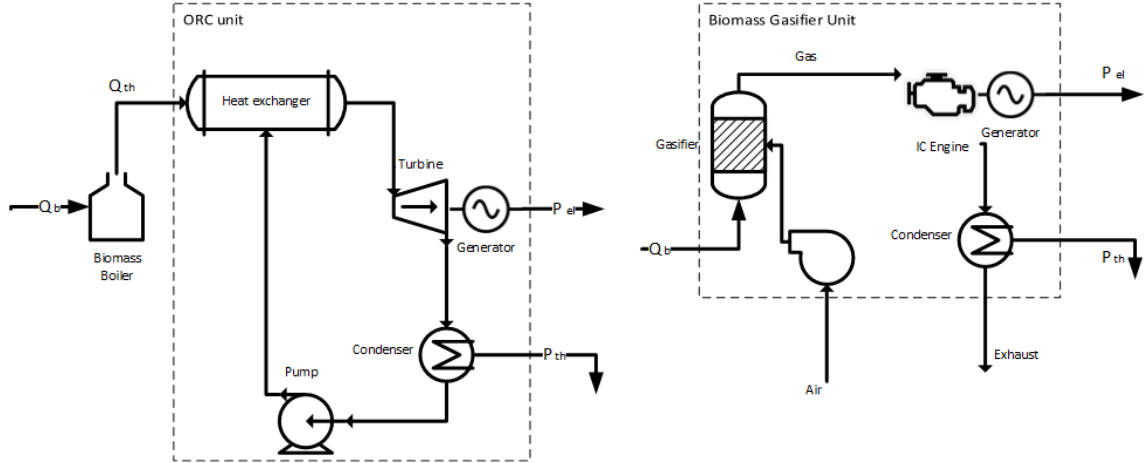 ORC unit
Q th
Heat exchanger
Turbine
Q b
P el
Generator
Biomass
Boiler
Condenser
P th
Pump
Biomass Gasifier Unit
Gas
P el
Generator
Gasifier
IC Engine
Condenser
Q b
P th
Exhaust
Air